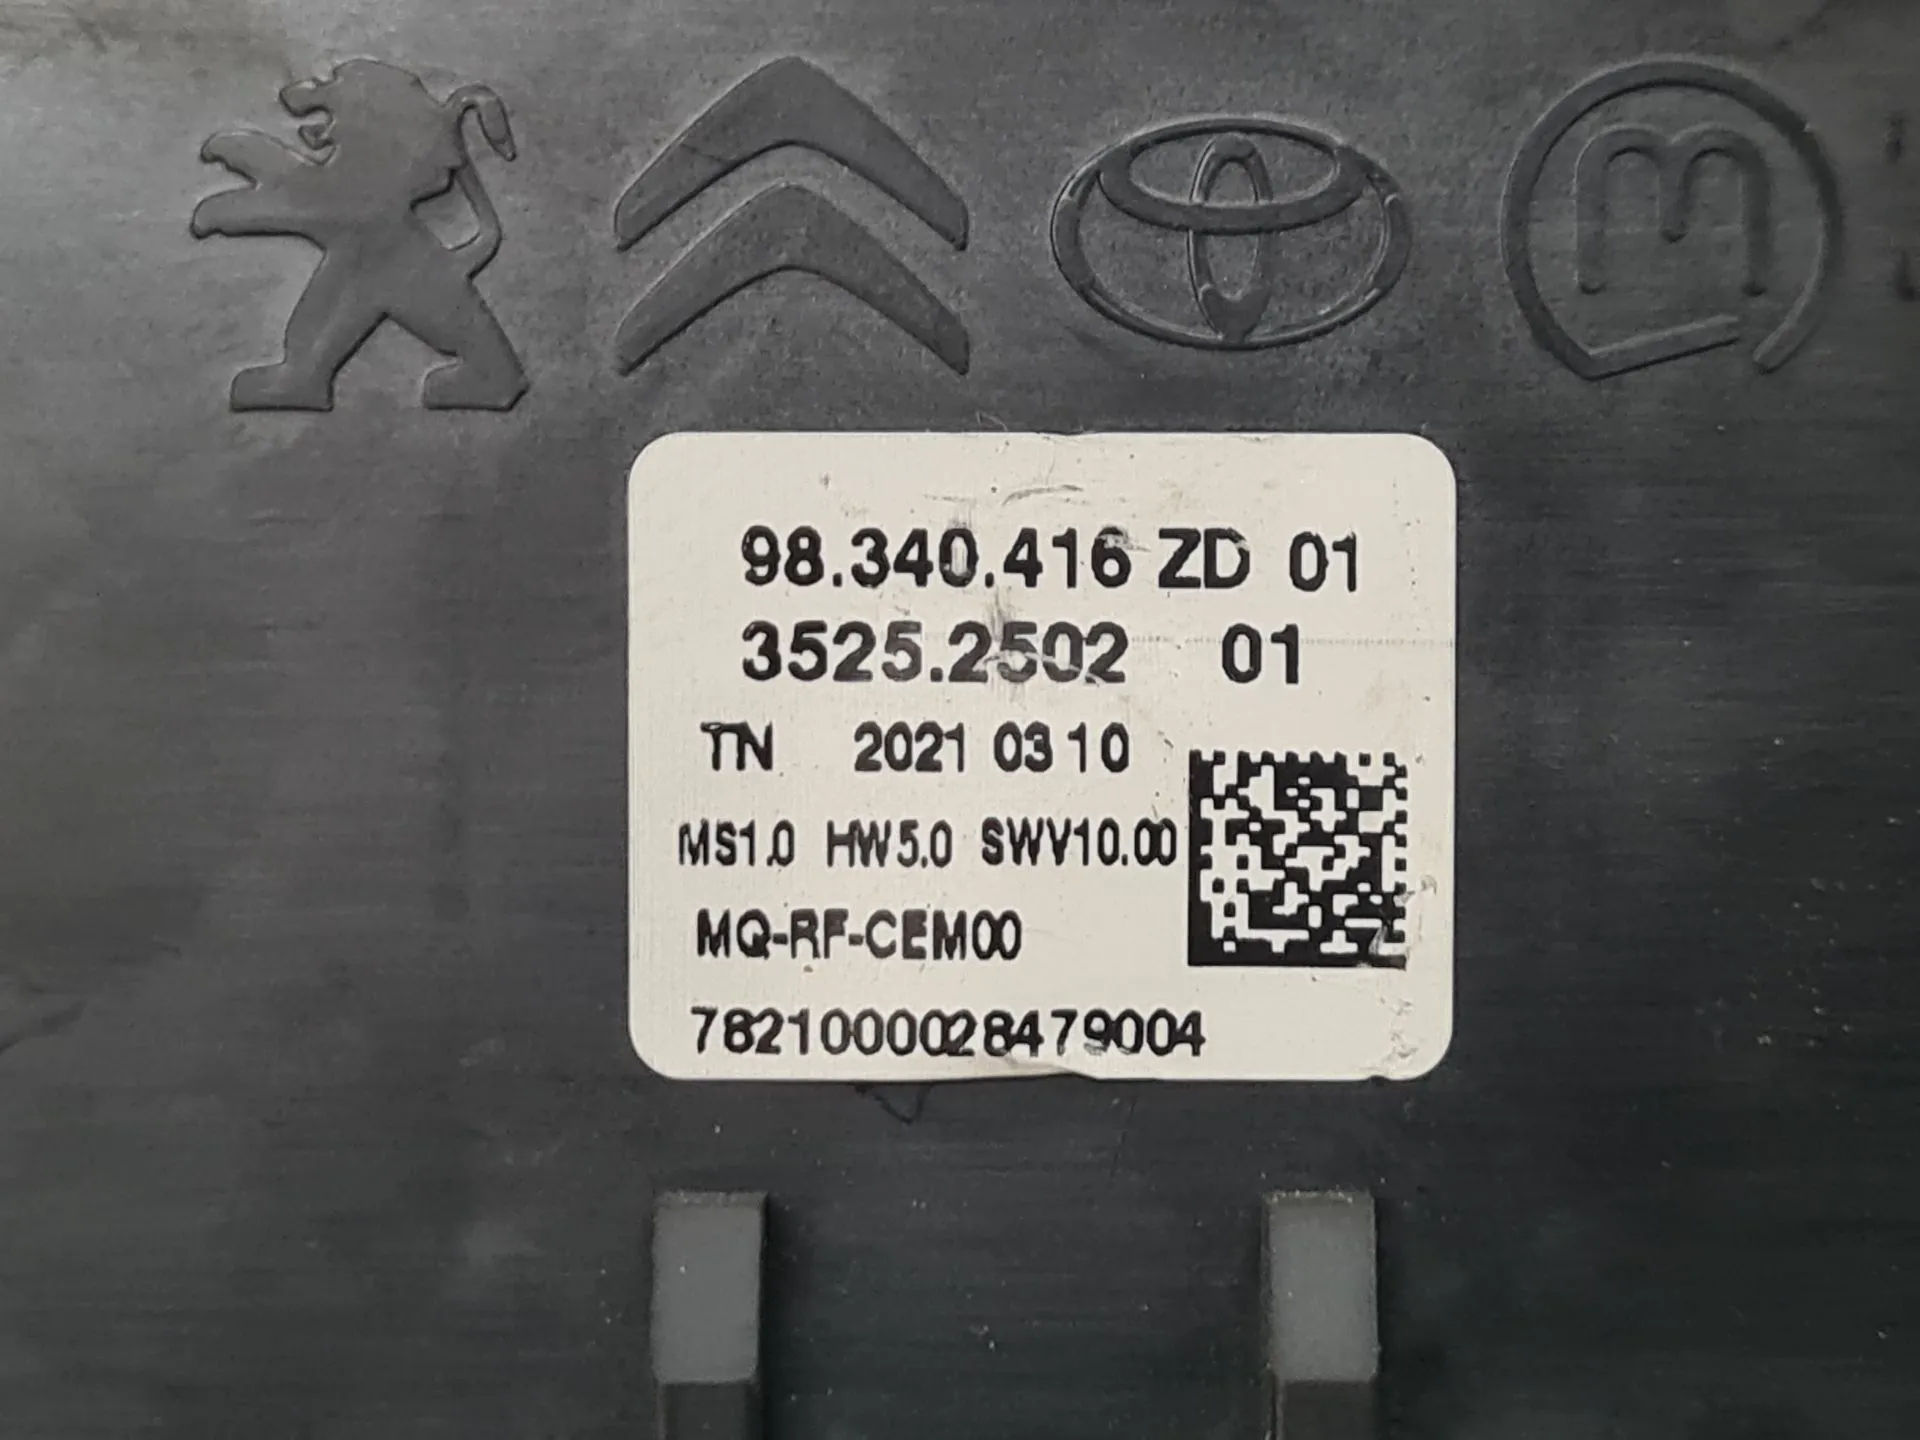 98.340.416 ZD 01
3525.2502 01
TN 2021 03 10
MS1.0 HW5.0 SWV10.00
MQ-RF-CEM00
7821000028479004